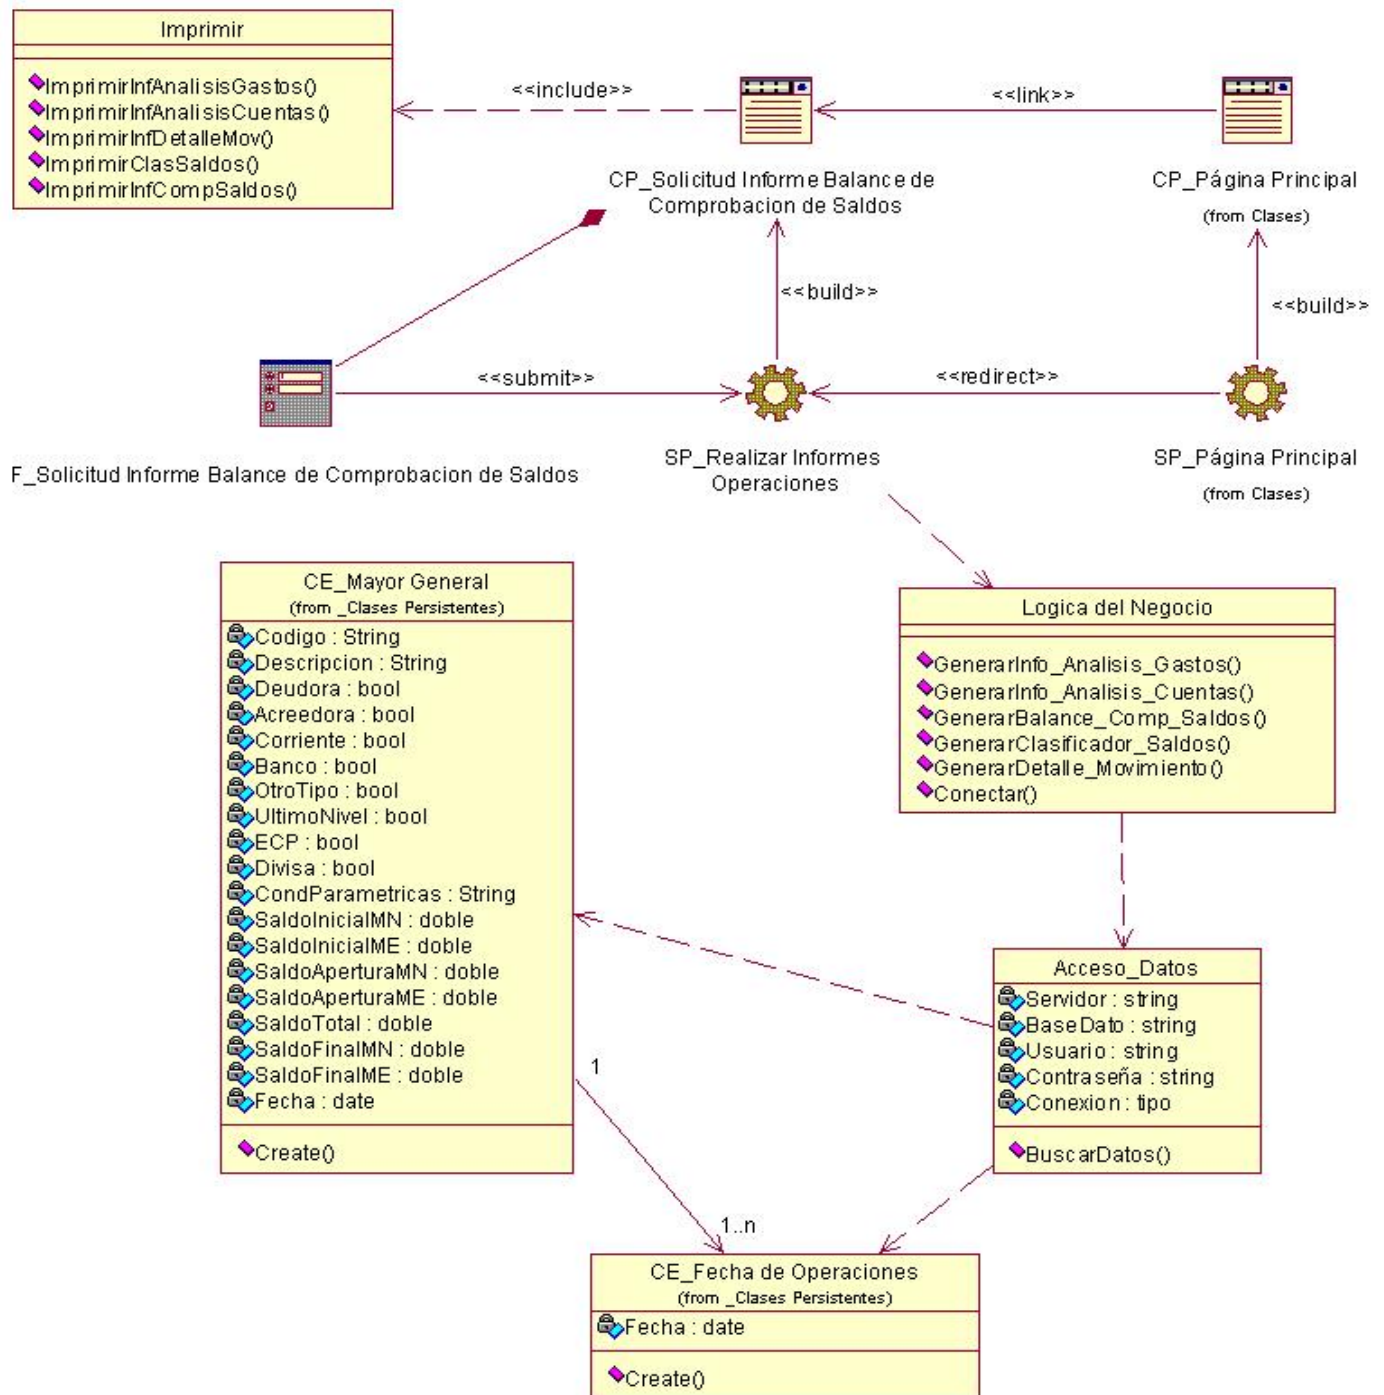 Imprimir
ImprimirInfAnalisisGastos()
ImprimirInfAnalisisCuentas()
ImprimirInfDetalleMov()
ImprimirClasSaldos()
ImprimirInfCompSaldos()
<<include>>
<<link>>
CP_Solicitud Informe Balance de
Comprobacion de Saldos
CP_Página Principal
(from Clases)
<<build>>
<<build>>
<<submit>>
<<redirect>>
F_Solicitud Informe Balance de Comprobacion de Saldos
SP_Realizar Informes
Operaciones
SP_Página Principal
(from Clases)
CE_Mayor General
(from _Clases Persistentes)
Codigo : String
Descripcion : String
Deudora : bool
Acreedora : bool
Corriente : bool
Banco : bool
OtroTipo : bool
UltimoNivel : bool
ECP : bool
Divisa : bool
CondParametricas : String
SaldoInicialMN : doble
SaldoInicialME : doble
SaldoAperturaMN : doble
SaldoAperturaME : doble
SaldoTotal : doble
SaldoFinalMN : doble
SaldoFinalME : doble
Fecha : date
Create()
Logica del Negocio
GenerarInfo_Analisis_Gastos()
GenerarInfo_Analisis_Cuentas()
GenerarBalance_Comp_Saldos()
GenerarClasificador_Saldos()
GenerarDetalle_Movimiento()
Conectar()
Acceso_Datos
Servidor : string
BaseDato : string
Usuario : string
Contraseña : string
Conexion : tipo
BuscarDatos()
1
1..n
CE_Fecha de Operaciones
(from _Clases Persistentes)
Fecha : date
Create()